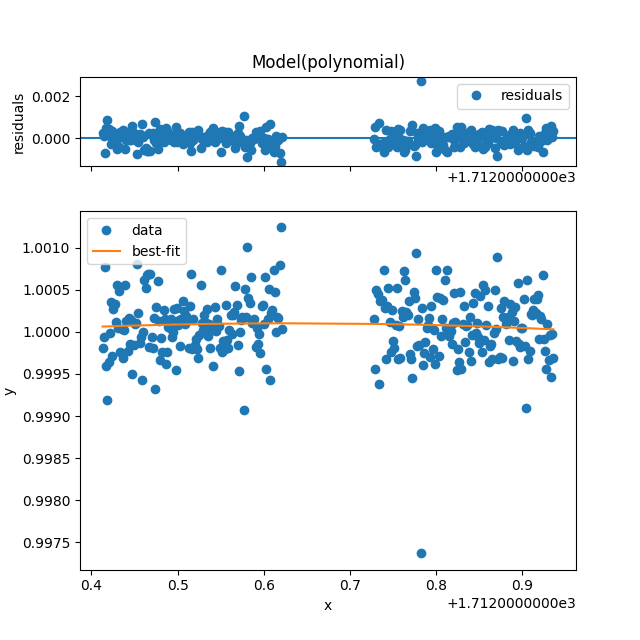 Model(polynomial)
residuals
0.002
0.000
residuals
+1.7120000000e3
data
best-fit
1.0010
1.0005
1.0000
0.9995
0.9990
0.9985
0.9980
0.9975
y
0.4 0.5 0.6 0.7 0.8 0.9
x
+1.7120000000e3